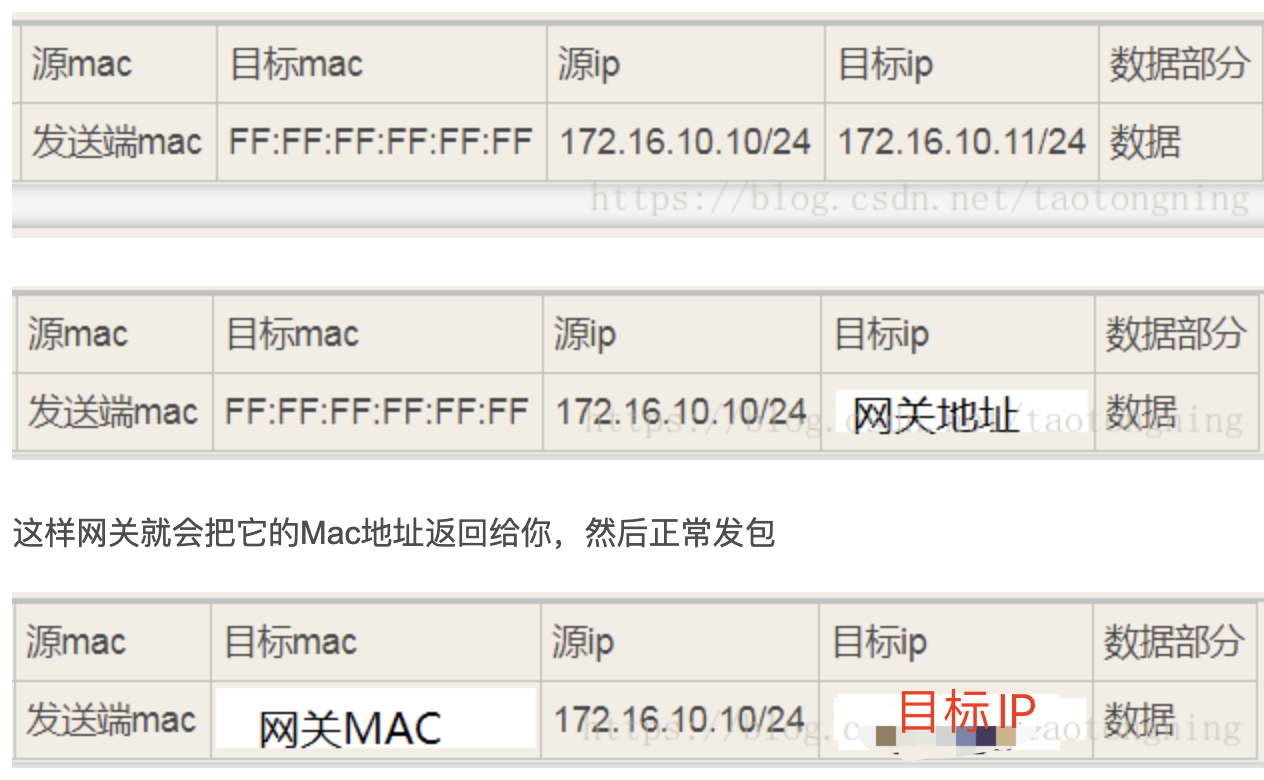 源mac 目标mac 源ip 目标ip 数据部分
发送端mac FF:FF:FF:FF:FF:FF 172.16.10.10/24 172.16.10.11/24 数据
https://blog.csdn.net/taotongning
源mac 目标mac 源ip 目标ip 数据部分
发送端mac FF:FF:FF:FF:FF:FF 172.16.10.10/24 网关地址 数据
这样网关就会把它的Mac地址返回给你，然后正常发包
源mac 目标mac 源ip 目标ip 数据部分
发送端mac 网关MAC 172.16.10.10/24 目标IP 数据